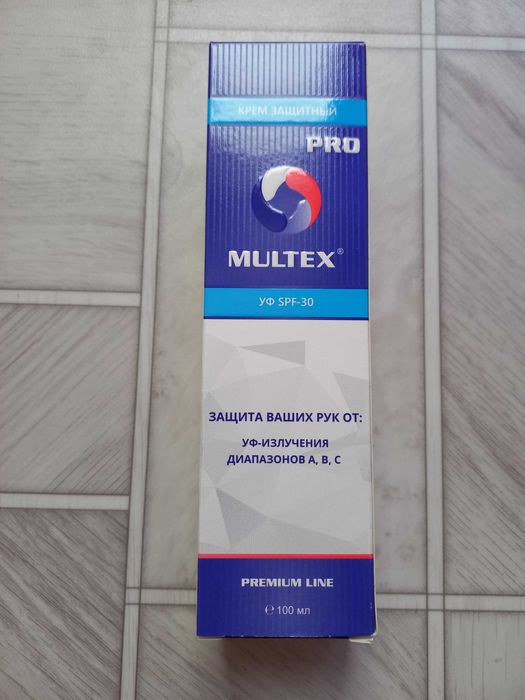 КРЕМ ЗАЩИТНЫЙ
PRO
MULTEX®
УФ SPF-30
ЗАЩИТА ВАШИХ РУК ОТ:
УФ-ИЗЛУЧЕНИЯ
ДИАПАЗОНОВ А, В, С
PREMIUM LINE
℮ 100 мл